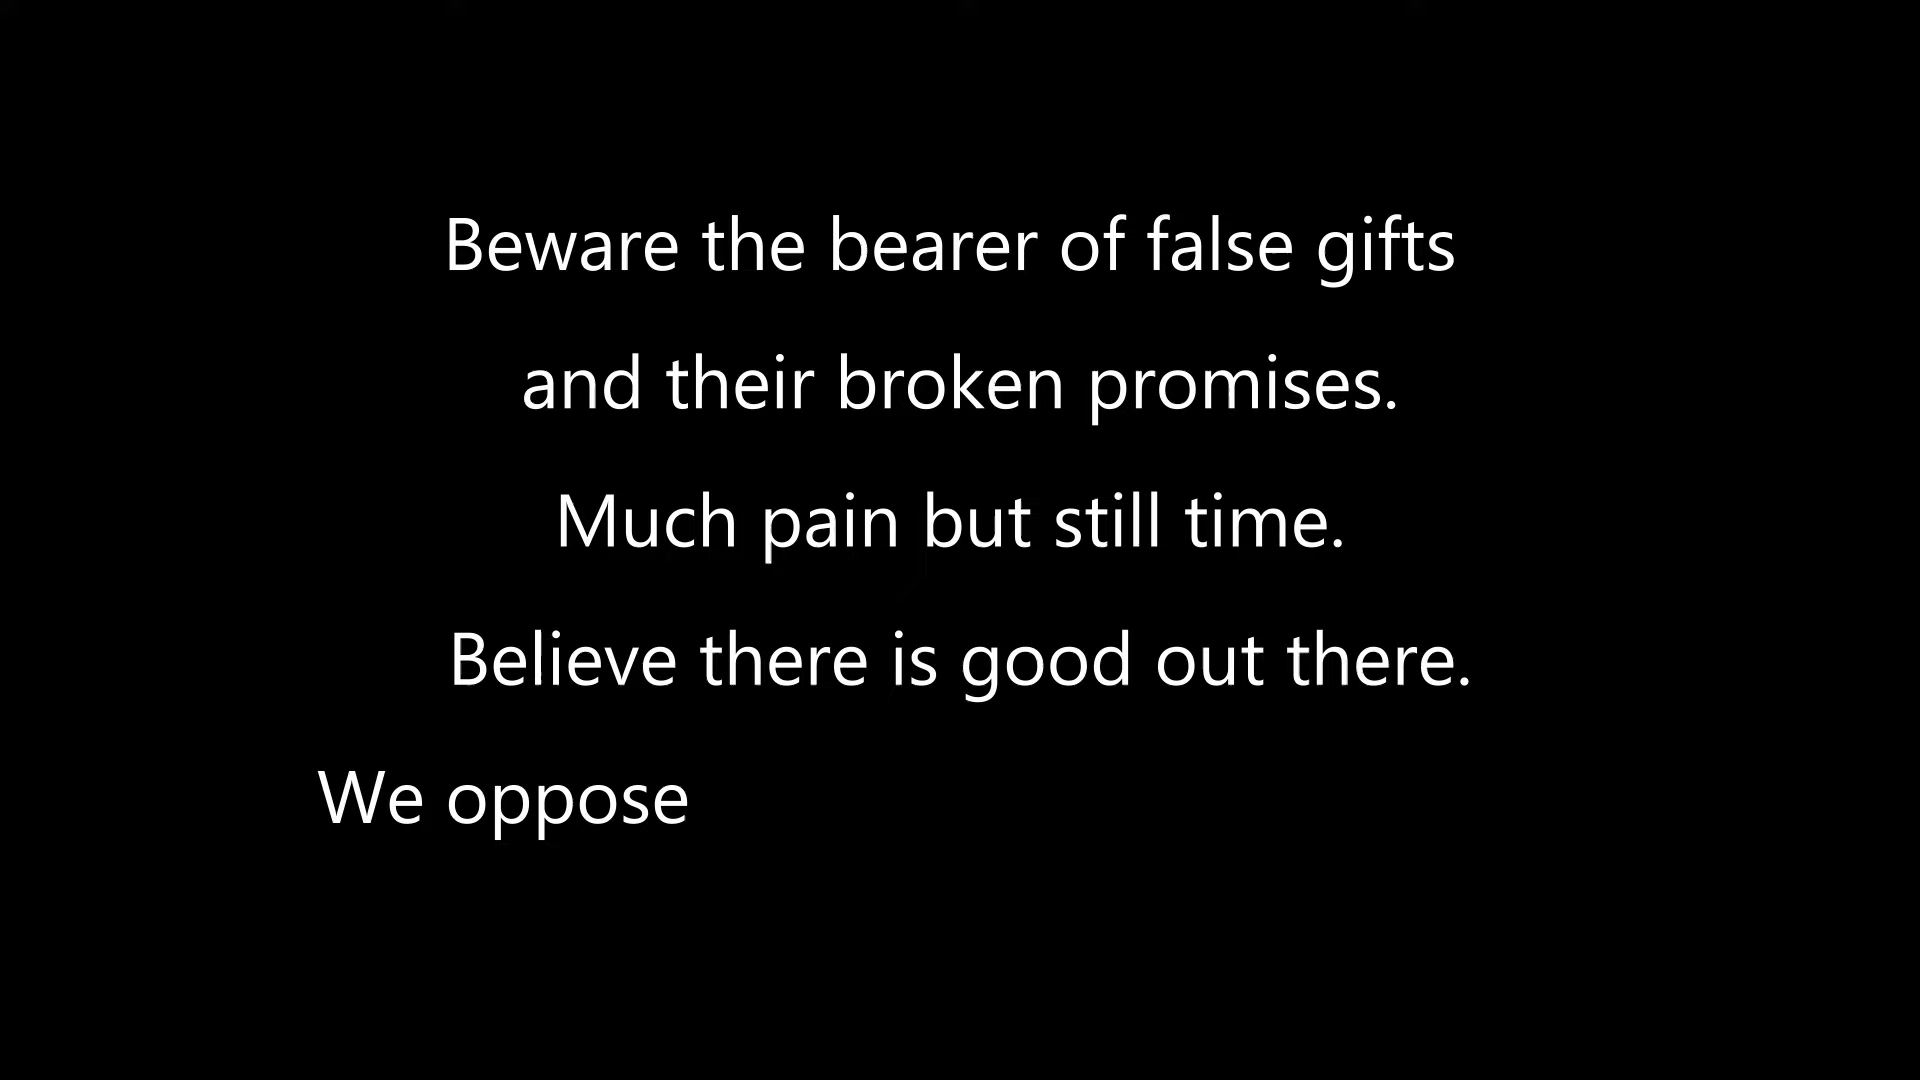 Beware the bearer of false gifts
and their broken promises.
Much pain but still time.
Believe there is good out there.
We oppose